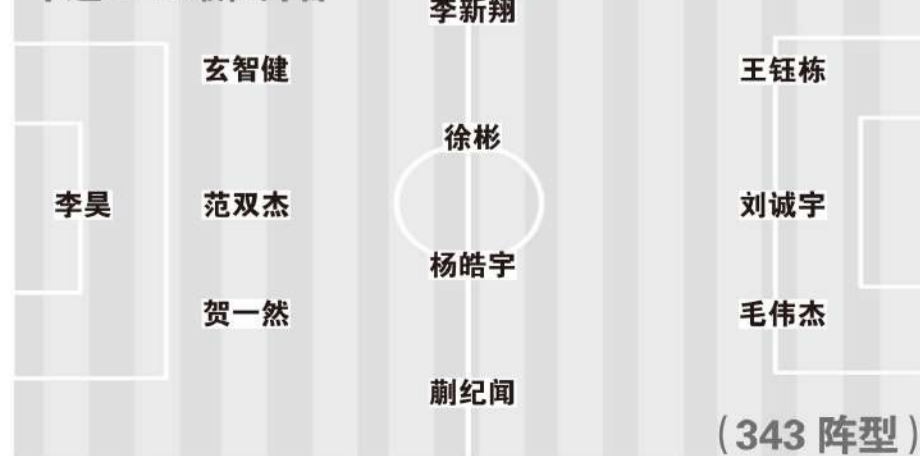 李新翔
玄智健
王钰栋
徐彬
李昊
范双杰
刘诚宇
杨皓宇
贺一然
毛伟杰
蒯纪闻
(343 阵型)